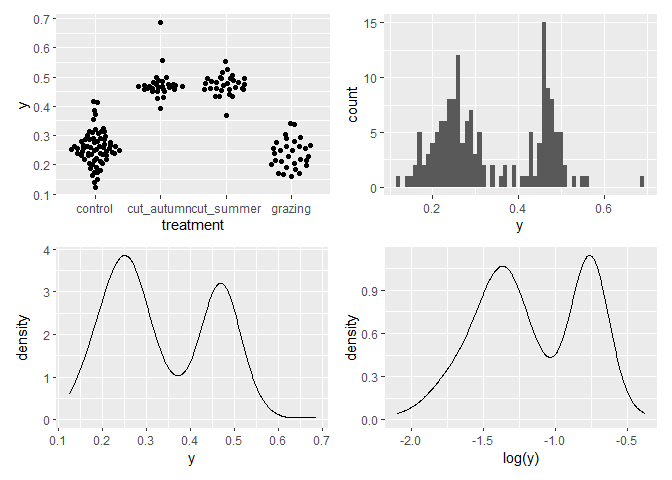 0.7
0.6
0.5
0.4
0.3
0.2
0.1
y
control
cut_autumn
cut_summer
grazing
treatment
15
10
5
0
count
0.2
0.4
0.6
y
4
3
2
1
0
density
0.1
0.2
0.3
0.4
0.5
0.6
0.7
y
0.9
0.6
0.3
0.0
density
-2.0
-1.5
-1.0
-0.5
log(y)